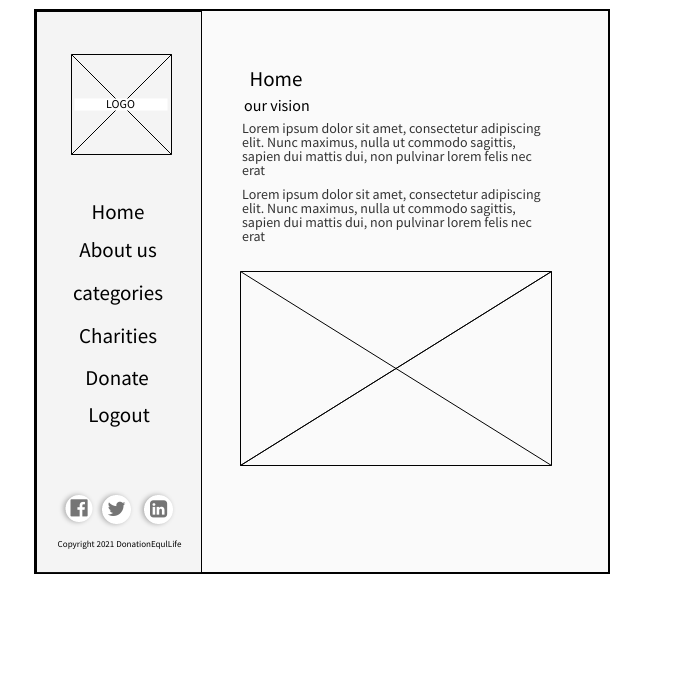 LOGO
Home
About us
categories
Charities
Donate
Logout
Copyright 2021 DonationEqulLife
Home
our vision
Lorem ipsum dolor sit amet, consectetur adipiscing
elit. Nunc maximus, nulla ut commodo sagittis,
sapien dui mattis dui, non pulvinar lorem felis nec
erat
Lorem ipsum dolor sit amet, consectetur adipiscing
elit. Nunc maximus, nulla ut commodo sagittis,
sapien dui mattis dui, non pulvinar lorem felis nec
erat